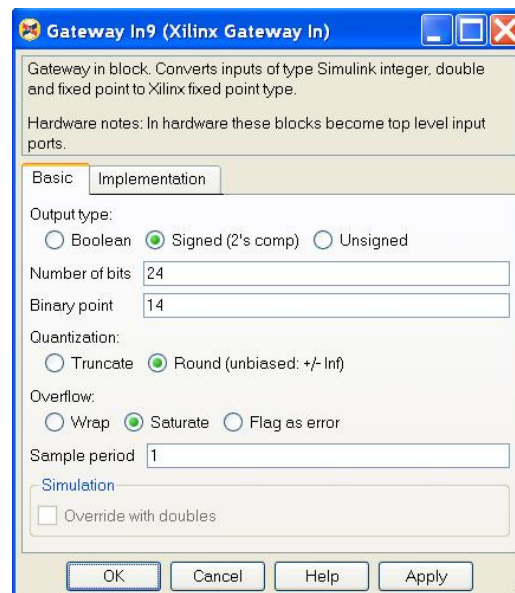 Gateway In9 (Xilinx Gateway In)
Gateway in block. Converts inputs of type Simulink integer, double
and fixed point to Xilinx fixed point type.
Hardware notes: In hardware these blocks become top level input
ports.
Basic Implementation
Output type:
Boolean Signed (2's comp) Unsigned
Number of bits 24
Binary point 14
Quantization:
Truncate Round (unbiased: +/- Inf)
Overflow:
Wrap Saturate Flag as error
Sample period 1
Simulation
Override with doubles
OK Cancel Help Apply